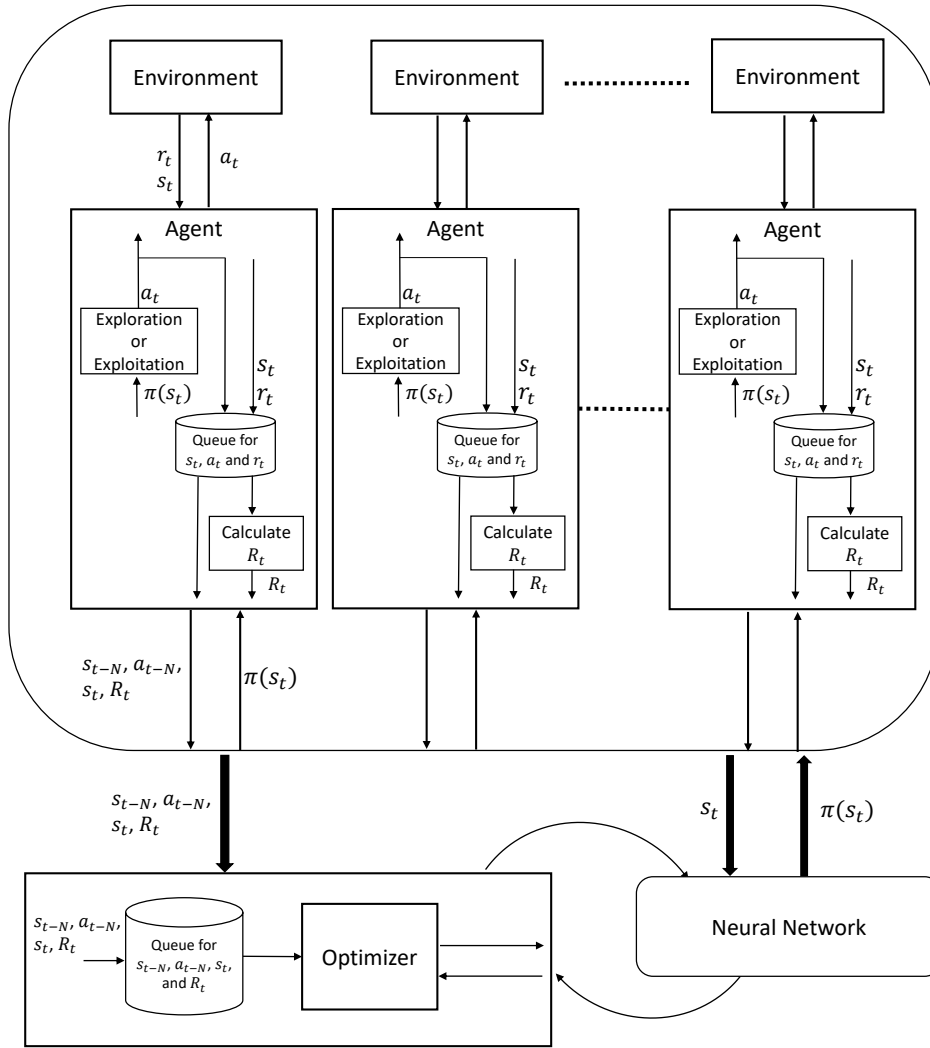 Environment
Environment
Environment
r_t
s_t
a_t
Agent
Agent
Agent
a_t
Exploration
or
Exploitation
π(s_t)
s_t
r_t
Queue for
s_t, a_t and r_t
Calculate
R_t
R_t
a_t
Exploration
or
Exploitation
π(s_t)
s_t
r_t
Queue for
s_t, a_t and r_t
Calculate
R_t
R_t
a_t
Exploration
or
Exploitation
π(s_t)
s_t
r_t
Queue for
s_t, a_t and r_t
Calculate
R_t
R_t
s_{t−N}, a_{t−N},
s_t, R_t
π(s_t)
s_{t−N}, a_{t−N},
s_t, R_t
s_t
π(s_t)
s_{t−N}, a_{t−N},
s_t, R_t
Queue for
s_{t−N}, a_{t−N}, s_t,
and R_t
Optimizer
Neural Network